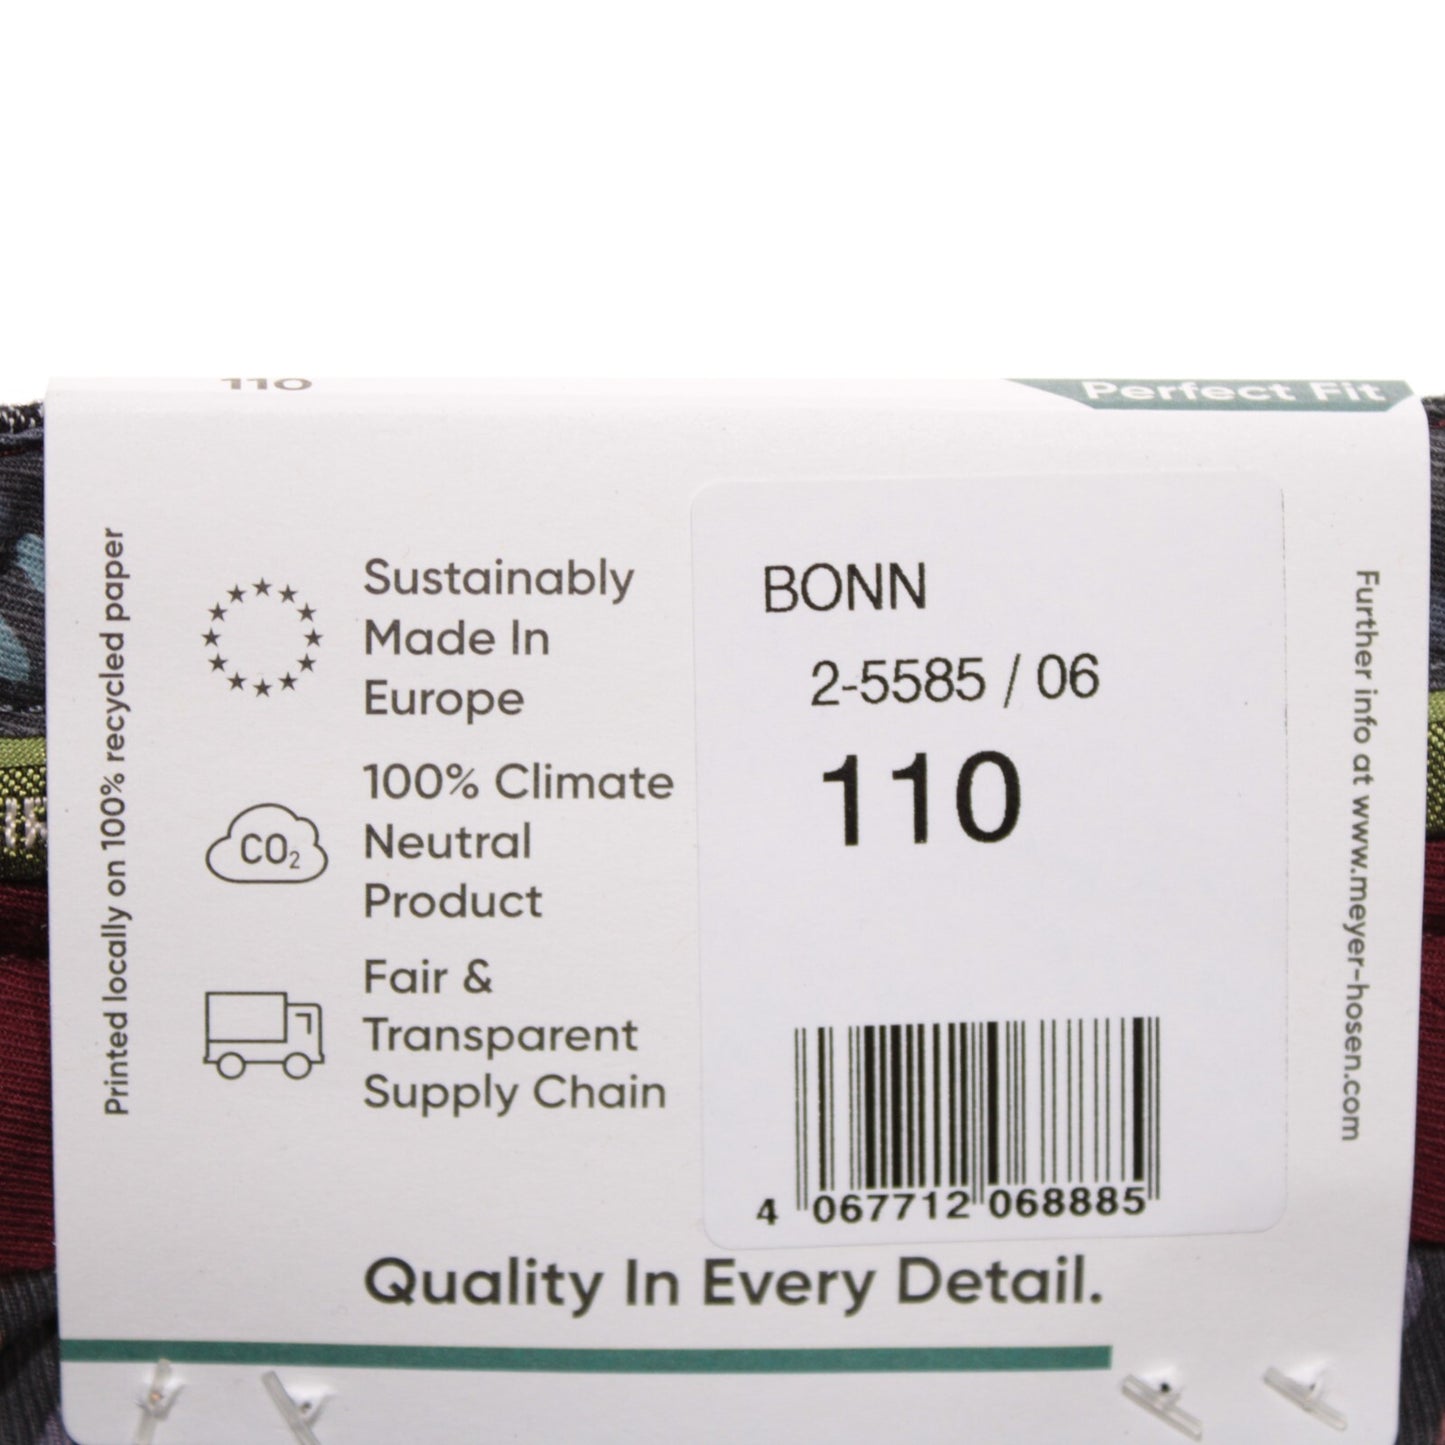 110
Perfect Fit
Printed locally on 100% recycled paper
Sustainably
Made In
Europe
CO₂
100% Climate
Neutral
Product
Fair &
Transparent
Supply Chain
BONN
2-5585 / 06
110
4 067712 068885
Further info at www.meyer-hosen.com
Quality In Every Detail.